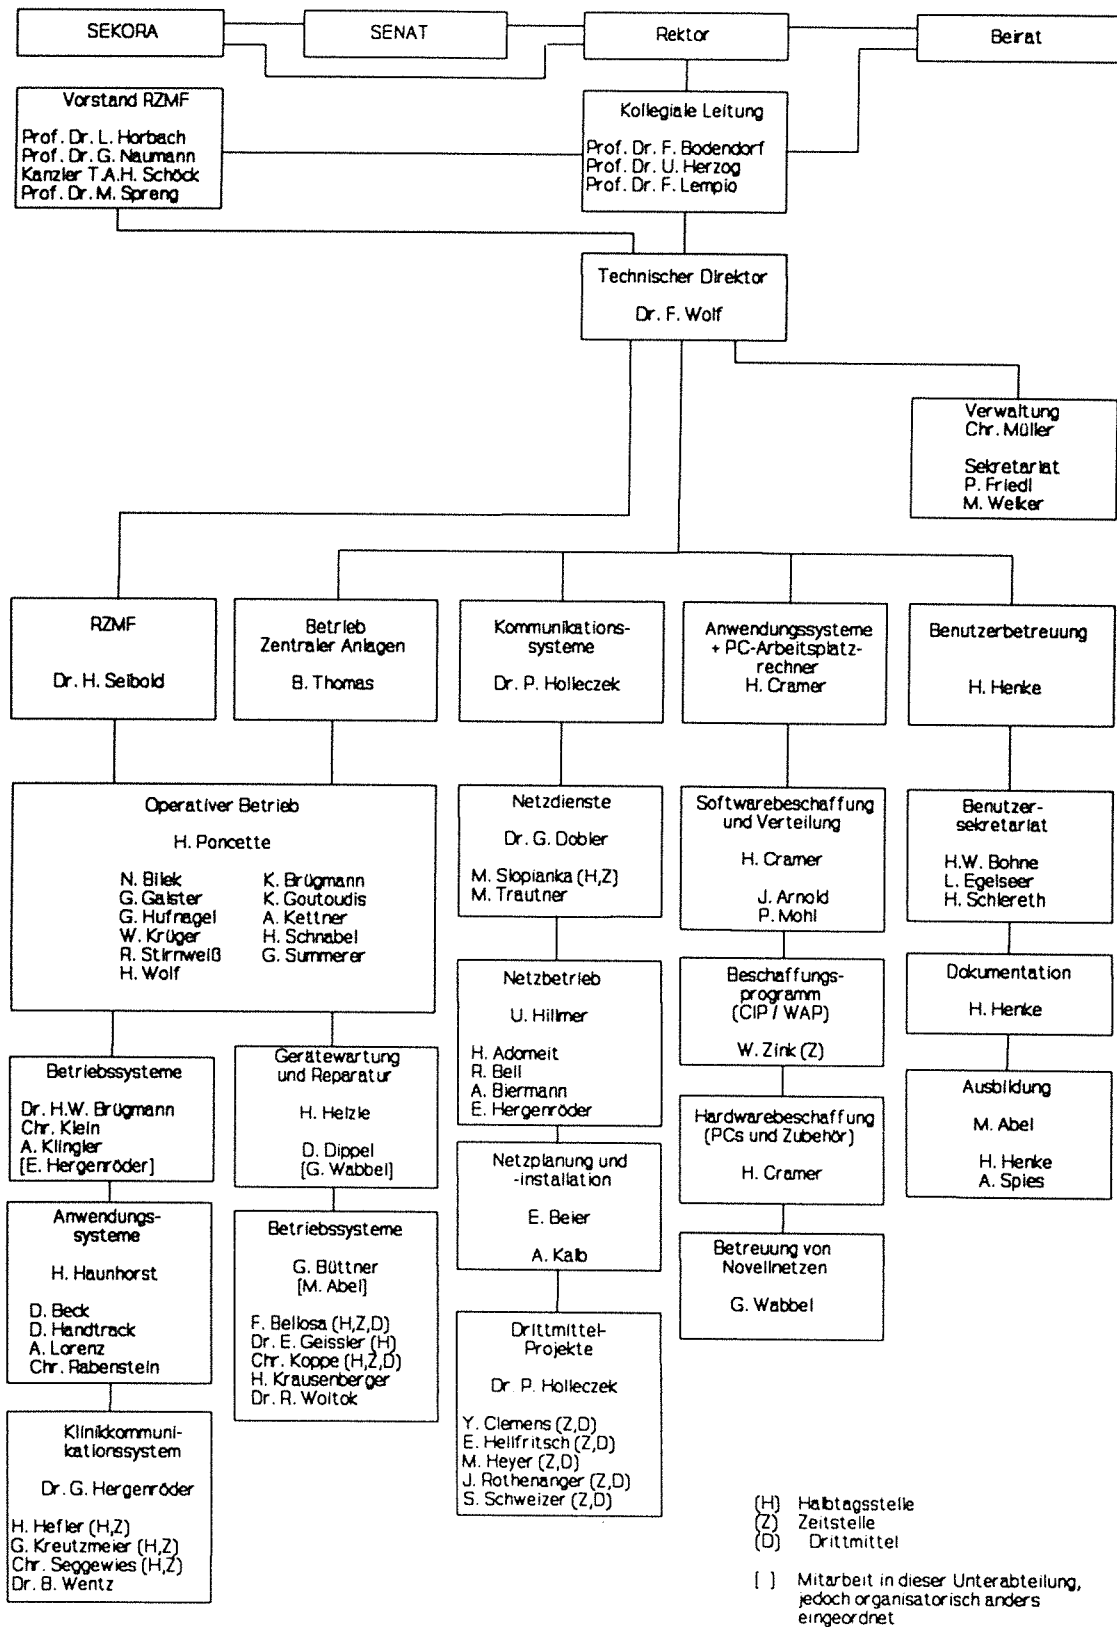 SEKORA
SENAT
Rektor
Beirat
Vorstand RZMF
Prof. Dr. L. Horbach
Prof. Dr. G. Naumann
Kanzler T.A.H. Schöck
Prof. Dr. M. Spreng
Kollegiale Leitung
Prof. Dr. F. Bodendorf
Prof. Dr. U. Herzog
Prof. Dr. F. Lempio
Technischer Direktor
Dr. F. Wolf
Verwaltung
Chr. Müller
Sekretariat
P. Friedl
M. Welker
RZMF
Dr. H. Seibold
Betrieb
Zentraler Anlagen
B. Thomas
Kommunikations-
systeme
Dr. P. Holleczek
Anwendungssysteme
+ PC-Arbeitsplatz-
rechner
H. Cramer
Benutzerbetreuung
H. Henke
Operativer Betrieb
H. Poncette
N. Bilek
G. Galster
G. Hufnagel
W. Krüger
R. Stirnweiß
H. Wolf
K. Brügmann
K. Goutoudis
A. Kettner
H. Schnabel
G. Summerer
Betriebssysteme
Dr. H.W. Brügmann
Chr. Klein
A. Klingler
[E. Hergenröder]
Anwendungs-
systeme
H. Haunhorst
D. Beck
D. Handtrack
A. Lorenz
Chr. Rabenstein
Klinikkommuni-
kationssystem
Dr. G. Hergenröder
H. Hefler (H,Z)
G. Kreutzmeier (H,Z)
Chr. Seggewies (H,Z)
Dr. B. Wentz
Gerätewartung
und Reparatur
H. Helzle
D. Dippel
[G. Wabbel]
Betriebssysteme
G. Büttner
[M. Abel]
F. Bellosa (H,Z,D)
Dr. E. Geissler (H)
Chr. Koppe (H,Z,D)
H. Krausenberger
Dr. R. Woitok
Netzdienste
Dr. G. Dobler
M. Slopianka (H,Z)
M. Trautner
Netzbetrieb
U. Hillmer
H. Adomeit
R. Bell
A. Biermann
E. Hergenröder
Netzplanung und
-installation
E. Beier
A. Kalb
Drittmittel-
Projekte
Dr. P. Holleczek
Y. Clemens (Z,D)
E. Hellfritsch (Z,D)
M. Heyer (Z,D)
J. Rothenanger (Z,D)
S. Schweizer (Z,D)
Softwarebeschaffung
und Verteilung
H. Cramer
J. Arnold
P. Mohl
Beschaffungs-
programm
(CIP / WAP)
W. Zink (Z)
Hardwarebeschaffung
(PCs und Zubehör)
H. Cramer
Betreuung von
Novellnetzen
G. Wabbel
Benutzer-
sekretariat
H.W. Bohne
L. Egelseer
H. Schlereth
Dokumentation
H. Henke
Ausbildung
M. Abel
H. Henke
A. Spies
(H) Halbtagsstelle
(Z) Zeitstelle
(D) Drittmittel
[ ] Mitarbeit in dieser Unterabteilung,
jedoch organisatorisch anders
eingeordnet